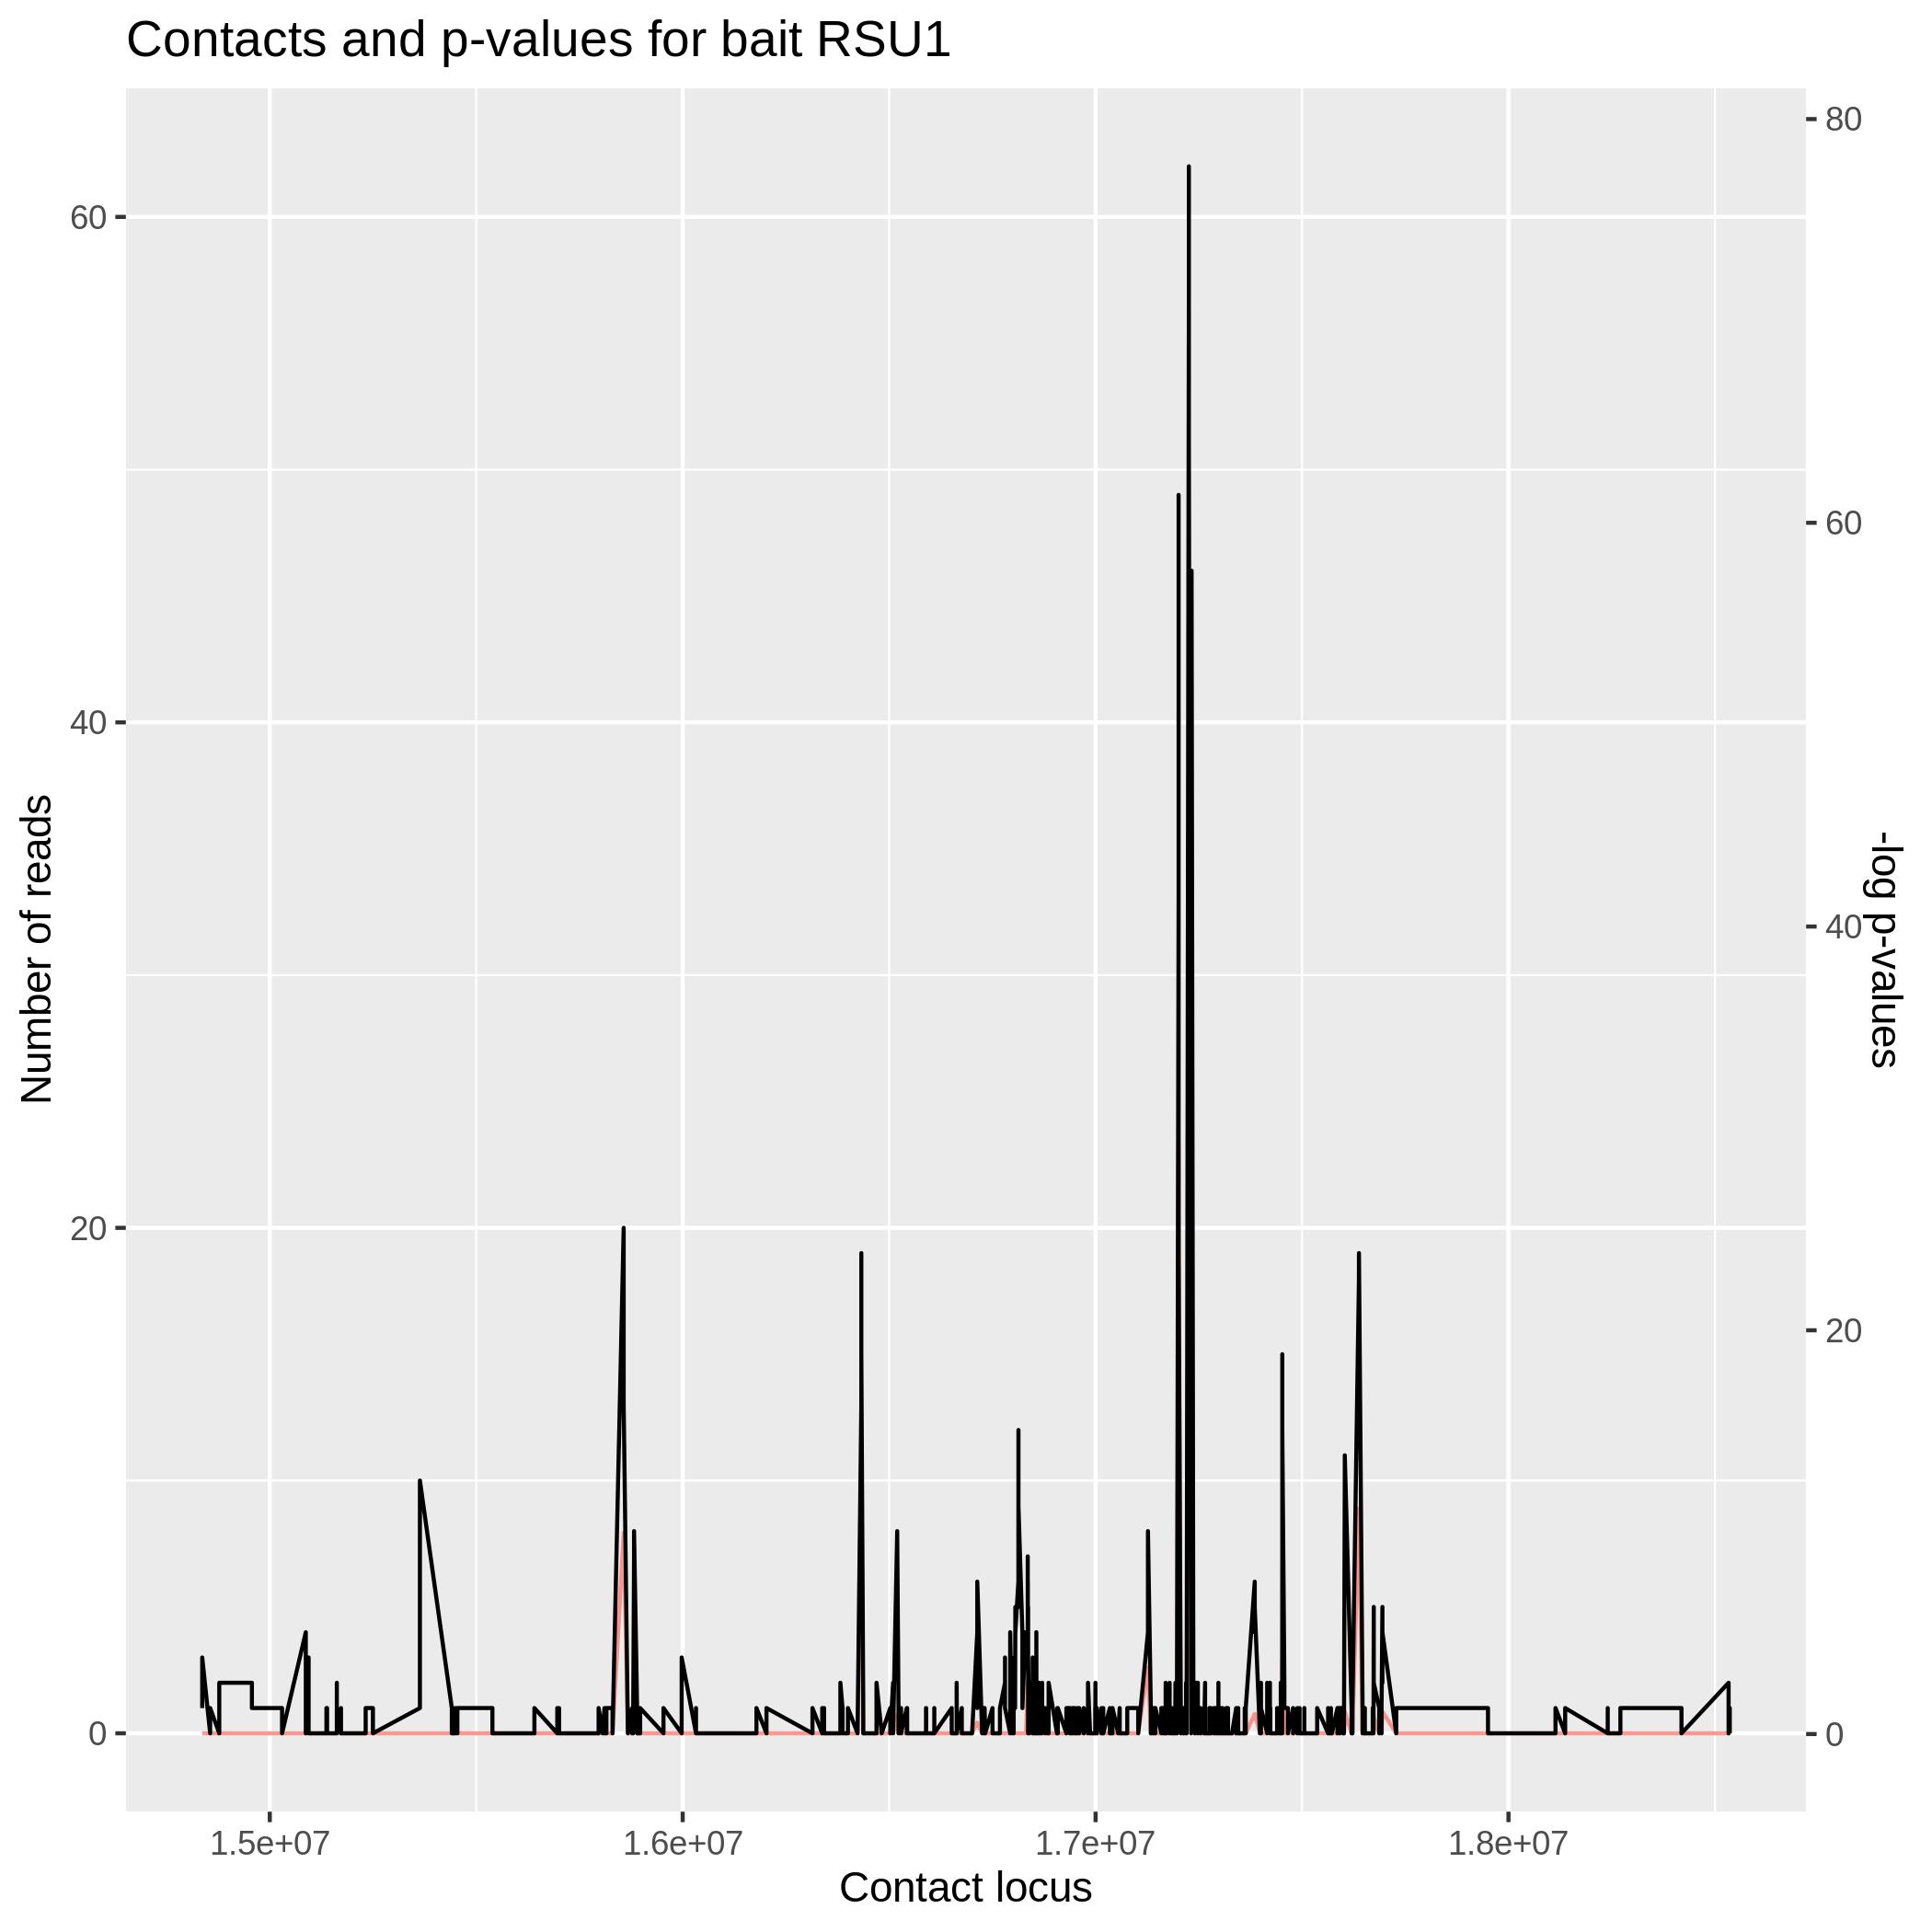 Contacts and p-values for bait RSU1
Number of reads
60
40
20
0
80
60
40
20
0
-log p-values
1.5e+07 1.6e+07 1.7e+07 1.8e+07
Contact locus